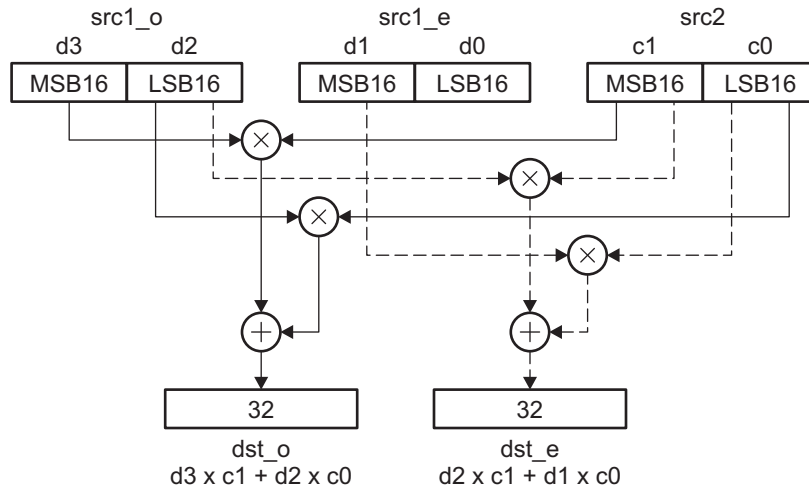 src1_o src1_e src2
d3 d2 d1 d0 c1 c0
MSB16 LSB16 MSB16 LSB16 MSB16 LSB16
×
×
×
×
+ +
32 32
dst_o dst_e
d3 x c1 + d2 x c0 d2 x c1 + d1 x c0